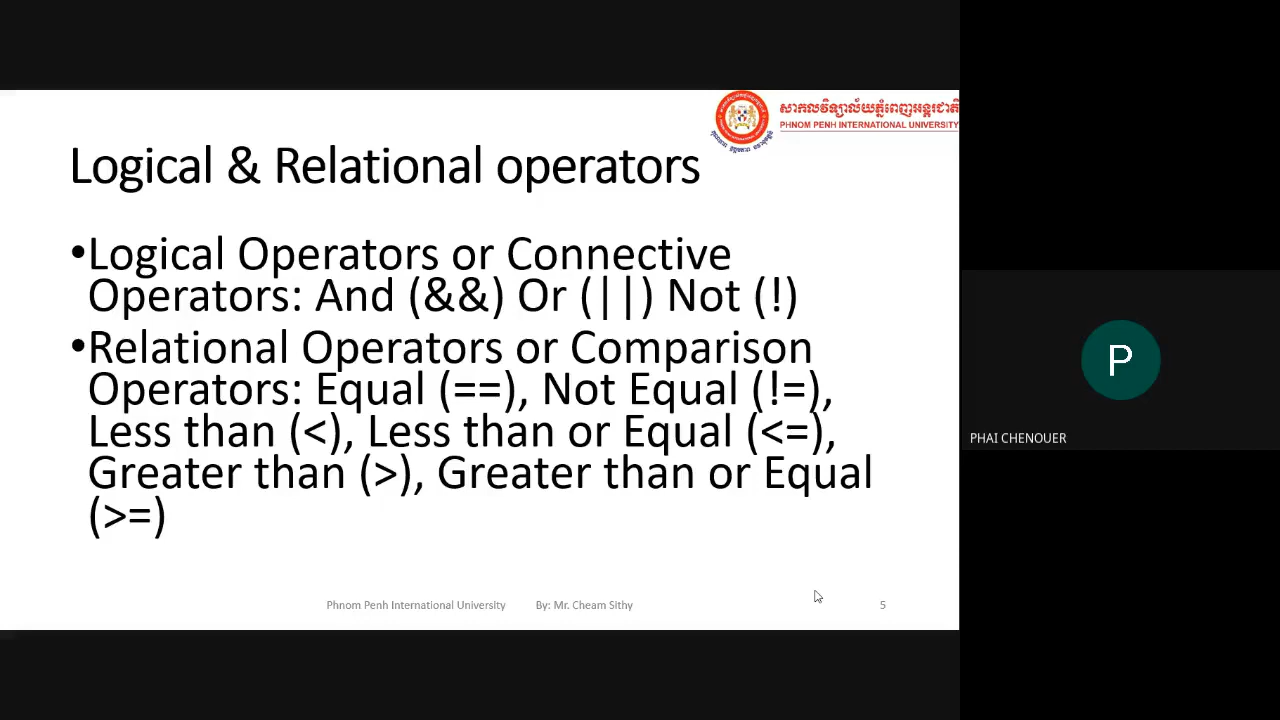 សាកលវិទ្យាល័យភ្នំពេញអន្តរជាតិ
PHNOM PENH INTERNATIONAL UNIVERSITY
Logical & Relational operators
•Logical Operators or Connective
Operators: And (&&) Or (||) Not (!)
•Relational Operators or Comparison
Operators: Equal (==), Not Equal (!=),
Less than (<), Less than or Equal (<=),
Greater than (>), Greater than or Equal
(>=)
Phnom Penh International University By: Mr. Cheam Sithy 5
P
PHAI CHENOUER